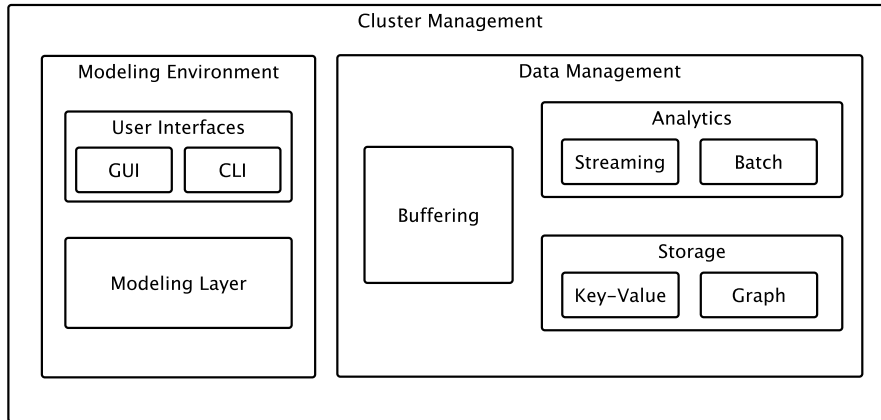 Cluster Management
Modeling Environment
User Interfaces
GUI
CLI
Modeling Layer
Data Management
Buffering
Analytics
Streaming
Batch
Storage
Key-Value
Graph